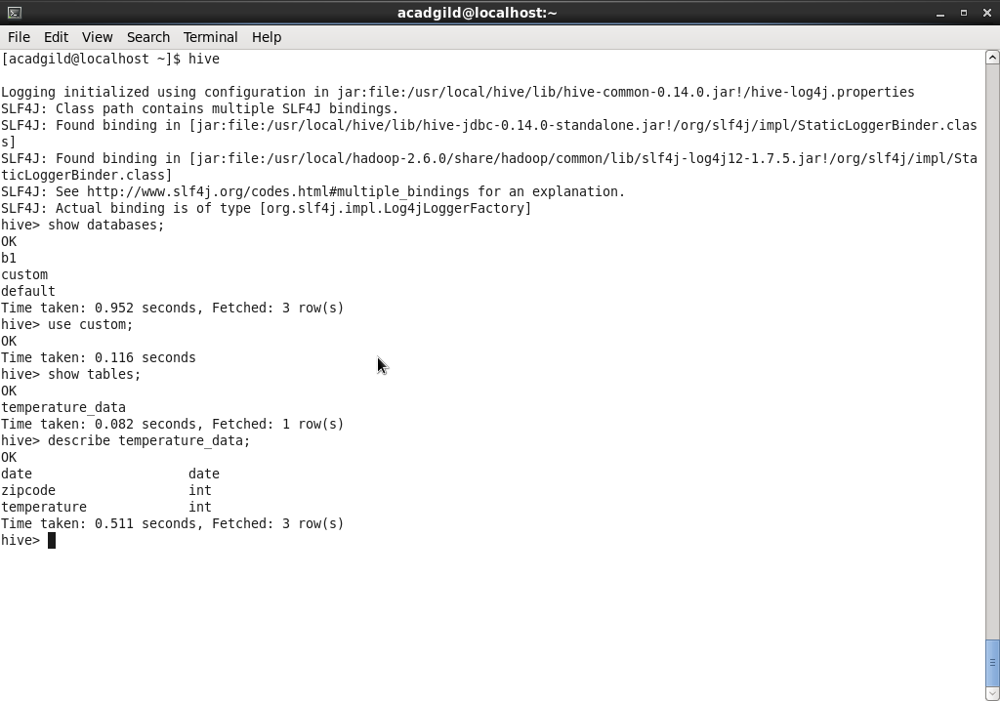 acadgild@localhost:~
File Edit View Search Terminal Help
[acadgild@localhost ~]$ hive
Logging initialized using configuration in jar:file:/usr/local/hive/lib/hive-common-0.14.0.jar!/hive-log4j.properties
SLF4J: Class path contains multiple SLF4J bindings.
SLF4J: Found binding in [jar:file:/usr/local/hive/lib/hive-jdbc-0.14.0-standalone.jar!/org/slf4j/impl/StaticLoggerBinder.clas
s]
SLF4J: Found binding in [jar:file:/usr/local/hadoop-2.6.0/share/hadoop/common/lib/slf4j-log4j12-1.7.5.jar!/org/slf4j/impl/Sta
ticLoggerBinder.class]
SLF4J: See http://www.slf4j.org/codes.html#multiple_bindings for an explanation.
SLF4J: Actual binding is of type [org.slf4j.impl.Log4jLoggerFactory]
hive> show databases;
OK
b1
custom
default
Time taken: 0.952 seconds, Fetched: 3 row(s)
hive> use custom;
OK
Time taken: 0.116 seconds
hive> show tables;
OK
temperature_data
Time taken: 0.082 seconds, Fetched: 1 row(s)
hive> describe temperature_data;
OK
date                    date
zipcode                 int
temperature             int
Time taken: 0.511 seconds, Fetched: 3 row(s)
hive>